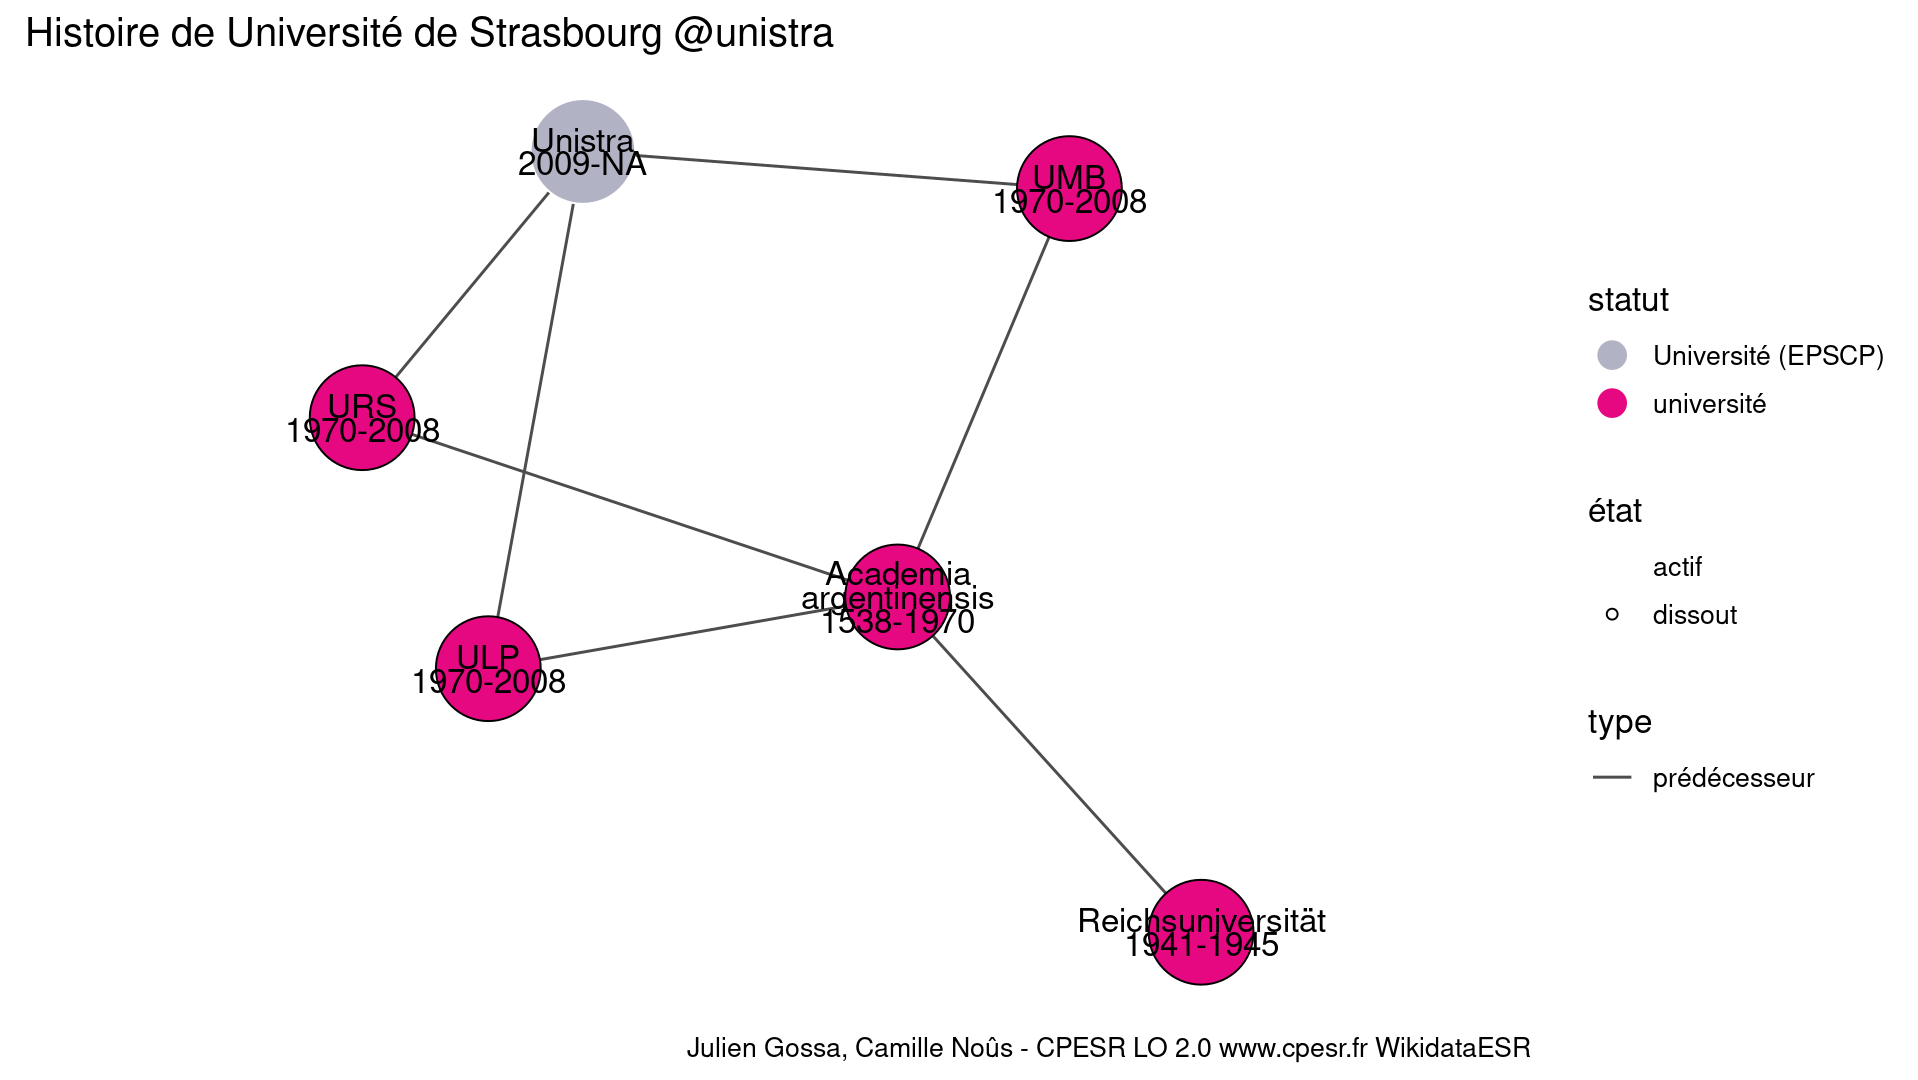 Histoire de Université de Strasbourg @unistra
Unistra
2009-NA
UMB
1970-2008
URS
1970-2008
Academia
argentinensis
1538-1970
ULP
1970-2008
Reichsuniversität
1941-1945
statut
Université (EPSCP)
université
état
actif
dissout
type
prédécesseur
Julien Gossa, Camille Noûs - CPESR LO 2.0 www.cpesr.fr WikidataESR